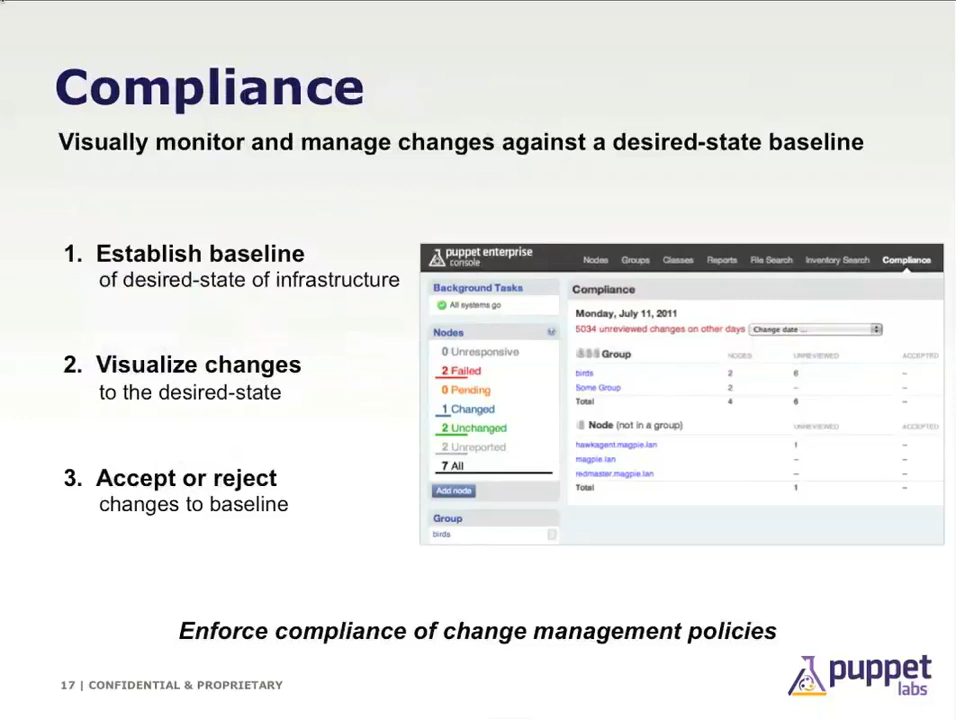 Compliance
Visually monitor and manage changes against a desired-state baseline
1. Establish baseline
of desired-state of infrastructure
2. Visualize changes
to the desired-state
3. Accept or reject
changes to baseline
puppet enterprise
console
Nodes Groups Classes Reports File Search Inventory Search Compliance
Background Tasks
All systems go
Nodes
0 Unresponsive
2 Failed
0 Pending
1 Changed
2 Unchanged
2 Unreported
7 All
Add node
Group
birds
Compliance
Monday, July 11, 2011
5034 unreviewed changes on other days Change date ...
Group NODES UNREVIEWED ACCEPTED
birds 2 6 --
Some Group 2 -- --
Total 4 6 --
Node (not in a group) UNREVIEWED ACCEPTED
hawkagent.magpie.lan 1 --
magpie.lan -- --
redmaster.magpie.lan -- --
Total 1 --
Enforce compliance of change management policies
17 | CONFIDENTIAL & PROPRIETARY
puppet
labs